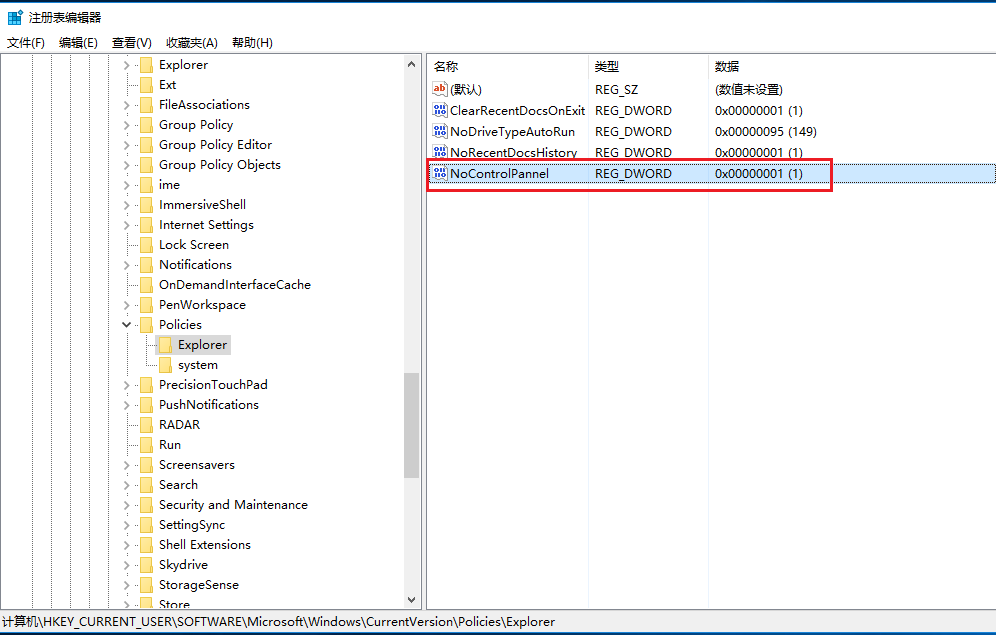 注册表编辑器
文件(F) 编辑(E) 查看(V) 收藏夹(A) 帮助(H)
Explorer
Ext
FileAssociations
Group Policy
Group Policy Editor
Group Policy Objects
ime
ImmersiveShell
Internet Settings
Lock Screen
Notifications
OnDemandInterfaceCache
PenWorkspace
Policies
Explorer
system
PrecisionTouchPad
PushNotifications
RADAR
Run
Screensavers
Search
Security and Maintenance
SettingSync
Shell Extensions
Skydrive
StorageSense
Store
名称 类型 数据
(默认) REG_SZ (数值未设置)
ClearRecentDocsOnExit REG_DWORD 0x00000001 (1)
NoDriveTypeAutoRun REG_DWORD 0x00000095 (149)
NoRecentDocsHistory REG_DWORD 0x00000001 (1)
NoControlPannel REG_DWORD 0x00000001 (1)
计算机\HKEY_CURRENT_USER\SOFTWARE\Microsoft\Windows\CurrentVersion\Policies\Explorer